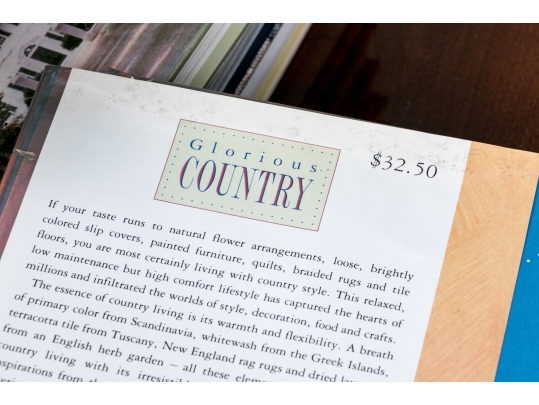 Glorious
COUNTRY
$32.50
If your taste runs to natural flower arrangements, loose, brightly
colored slip covers, painted furniture, quilts, braided rugs and tile
floors, you are most certainly living with country style. This relaxed,
low maintenance but high comfort lifestyle has captured the hearts of
millions and infiltrated the worlds of style, decoration, food and crafts.
The essence of country living is its warmth and flexibility. A breath
of primary color from Scandinavia, whitewash from the Greek Islands,
terracotta tile from Tuscany, New England rag rugs and dried
from an English herb garden – all these
country living with its
from